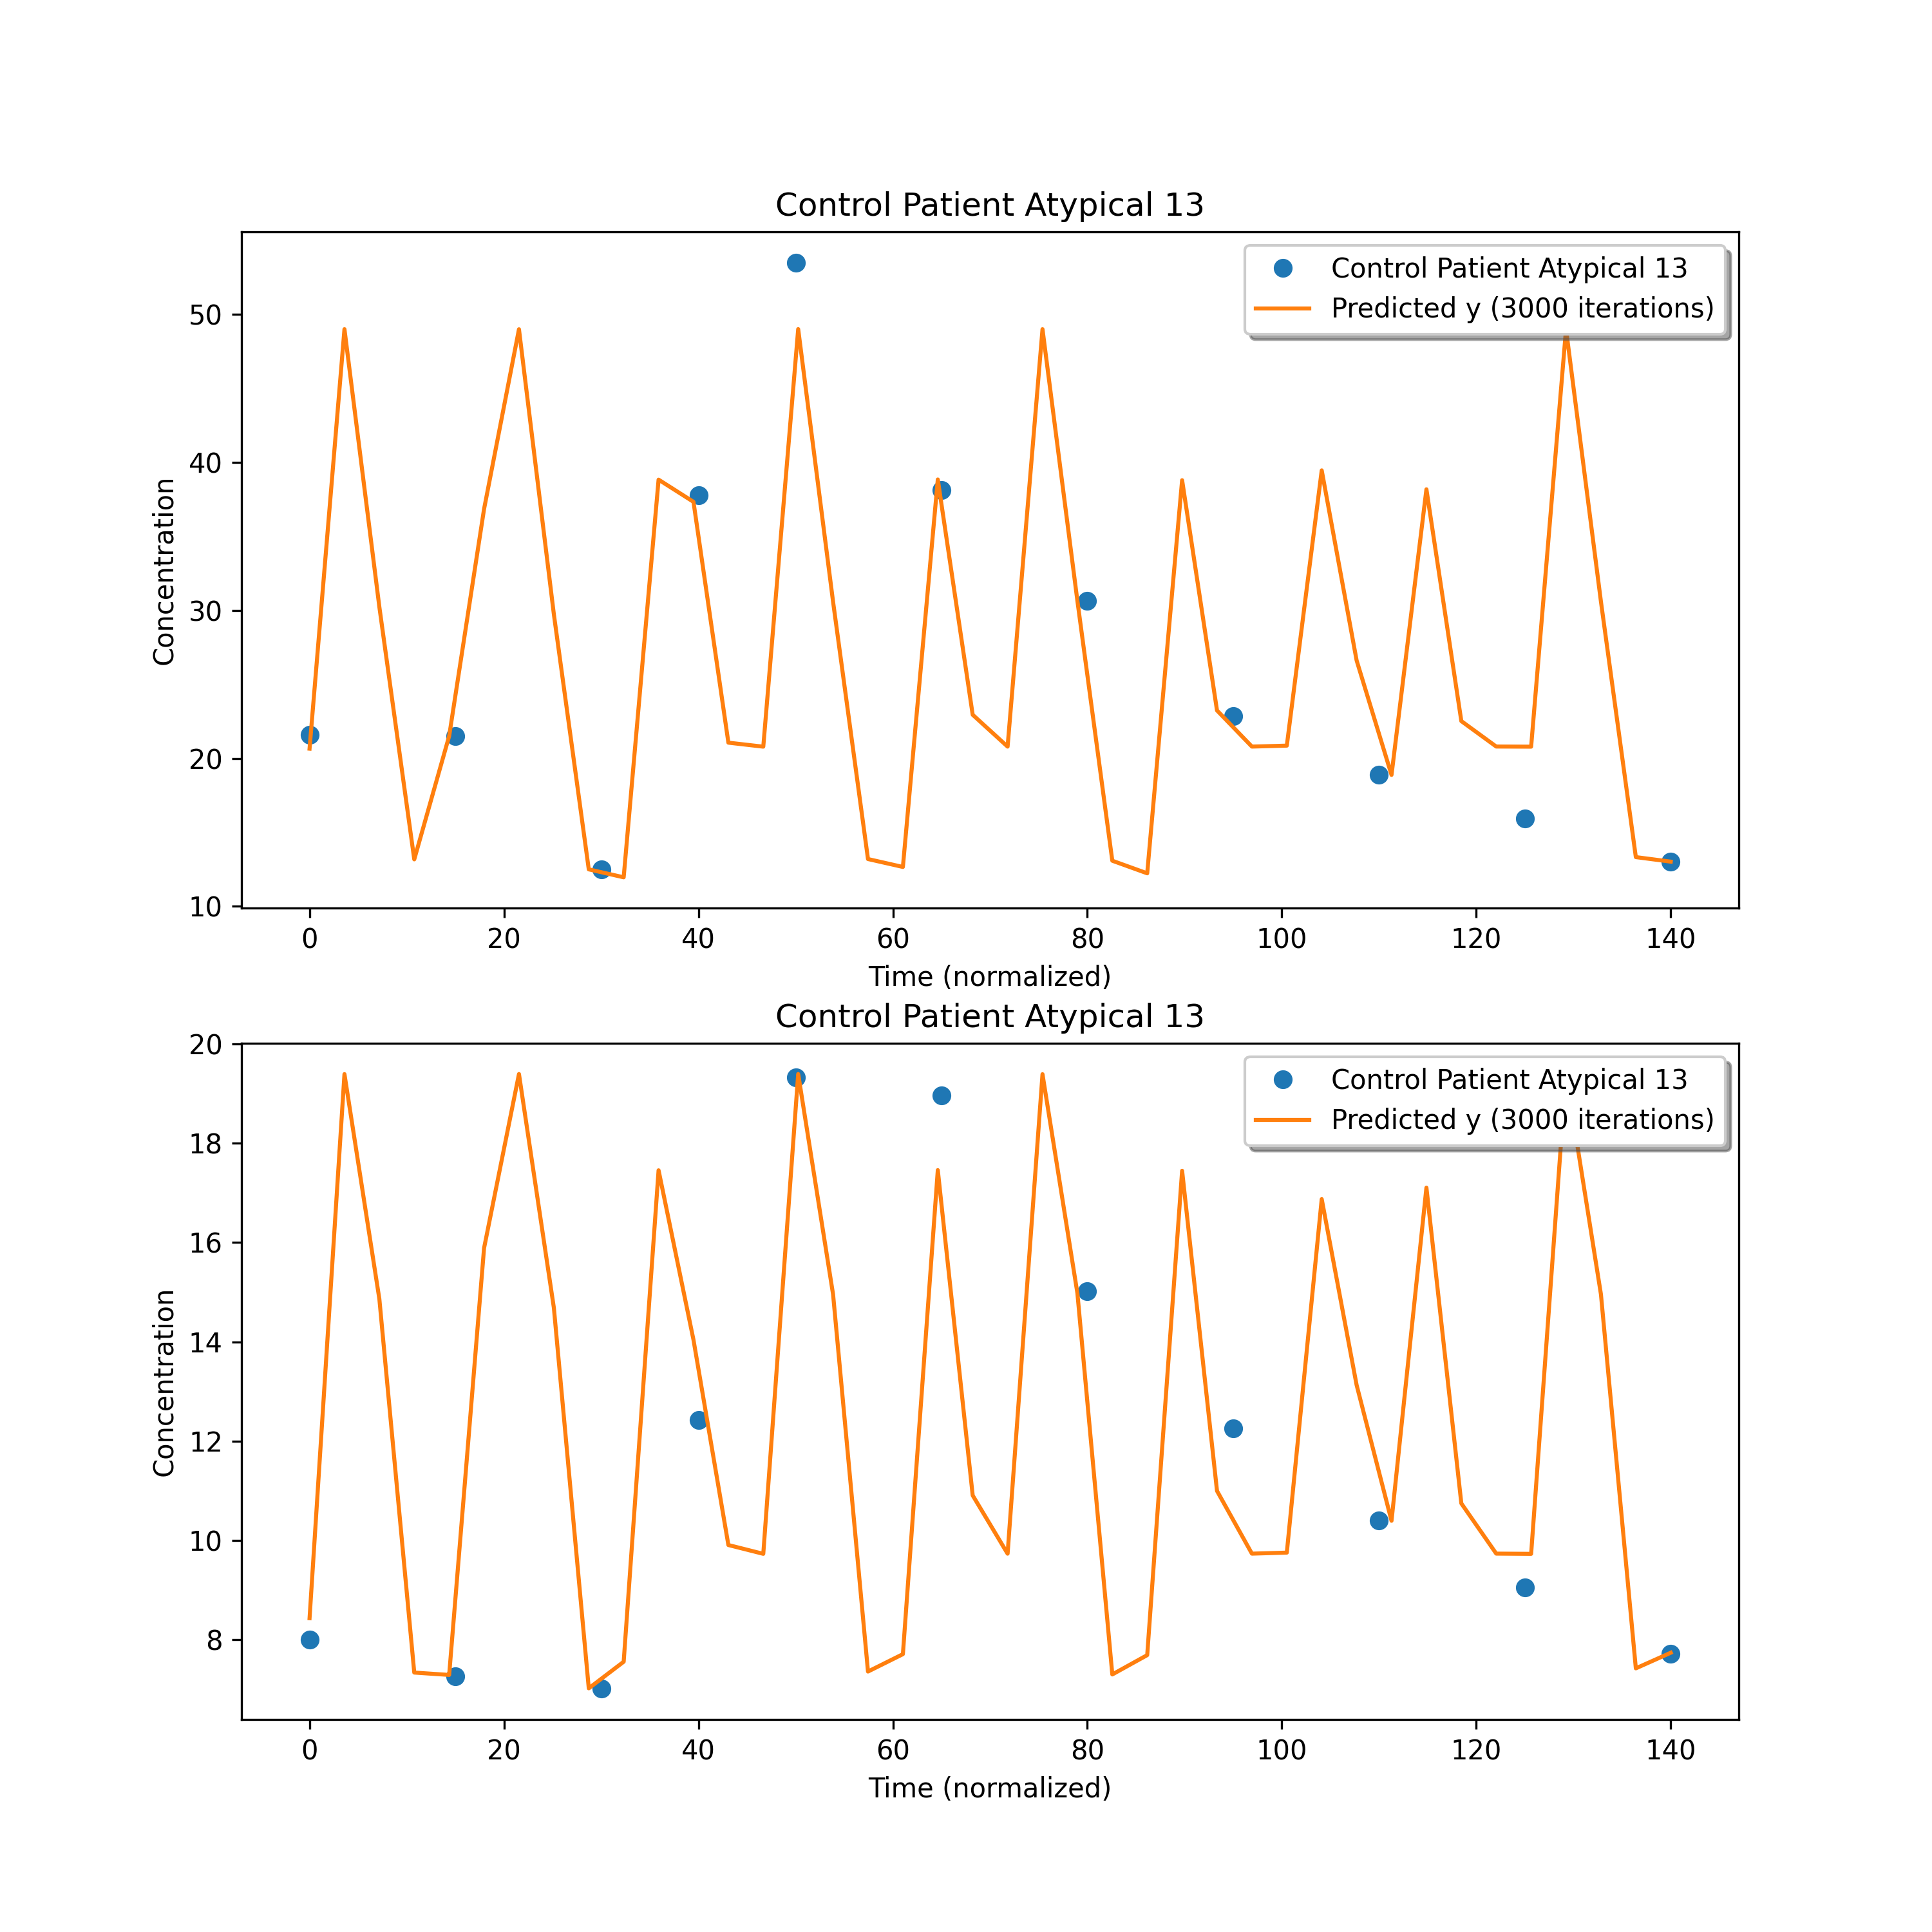 Control Patient Atypical 13
Control Patient Atypical 13
Predicted y (3000 iterations)
Concentration
50
40
30
20
10
0 20 40 60 80 100 120 140
Time (normalized)
Control Patient Atypical 13
Control Patient Atypical 13
Predicted y (3000 iterations)
Concentration
20
18
16
14
12
10
8
0 20 40 60 80 100 120 140
Time (normalized)